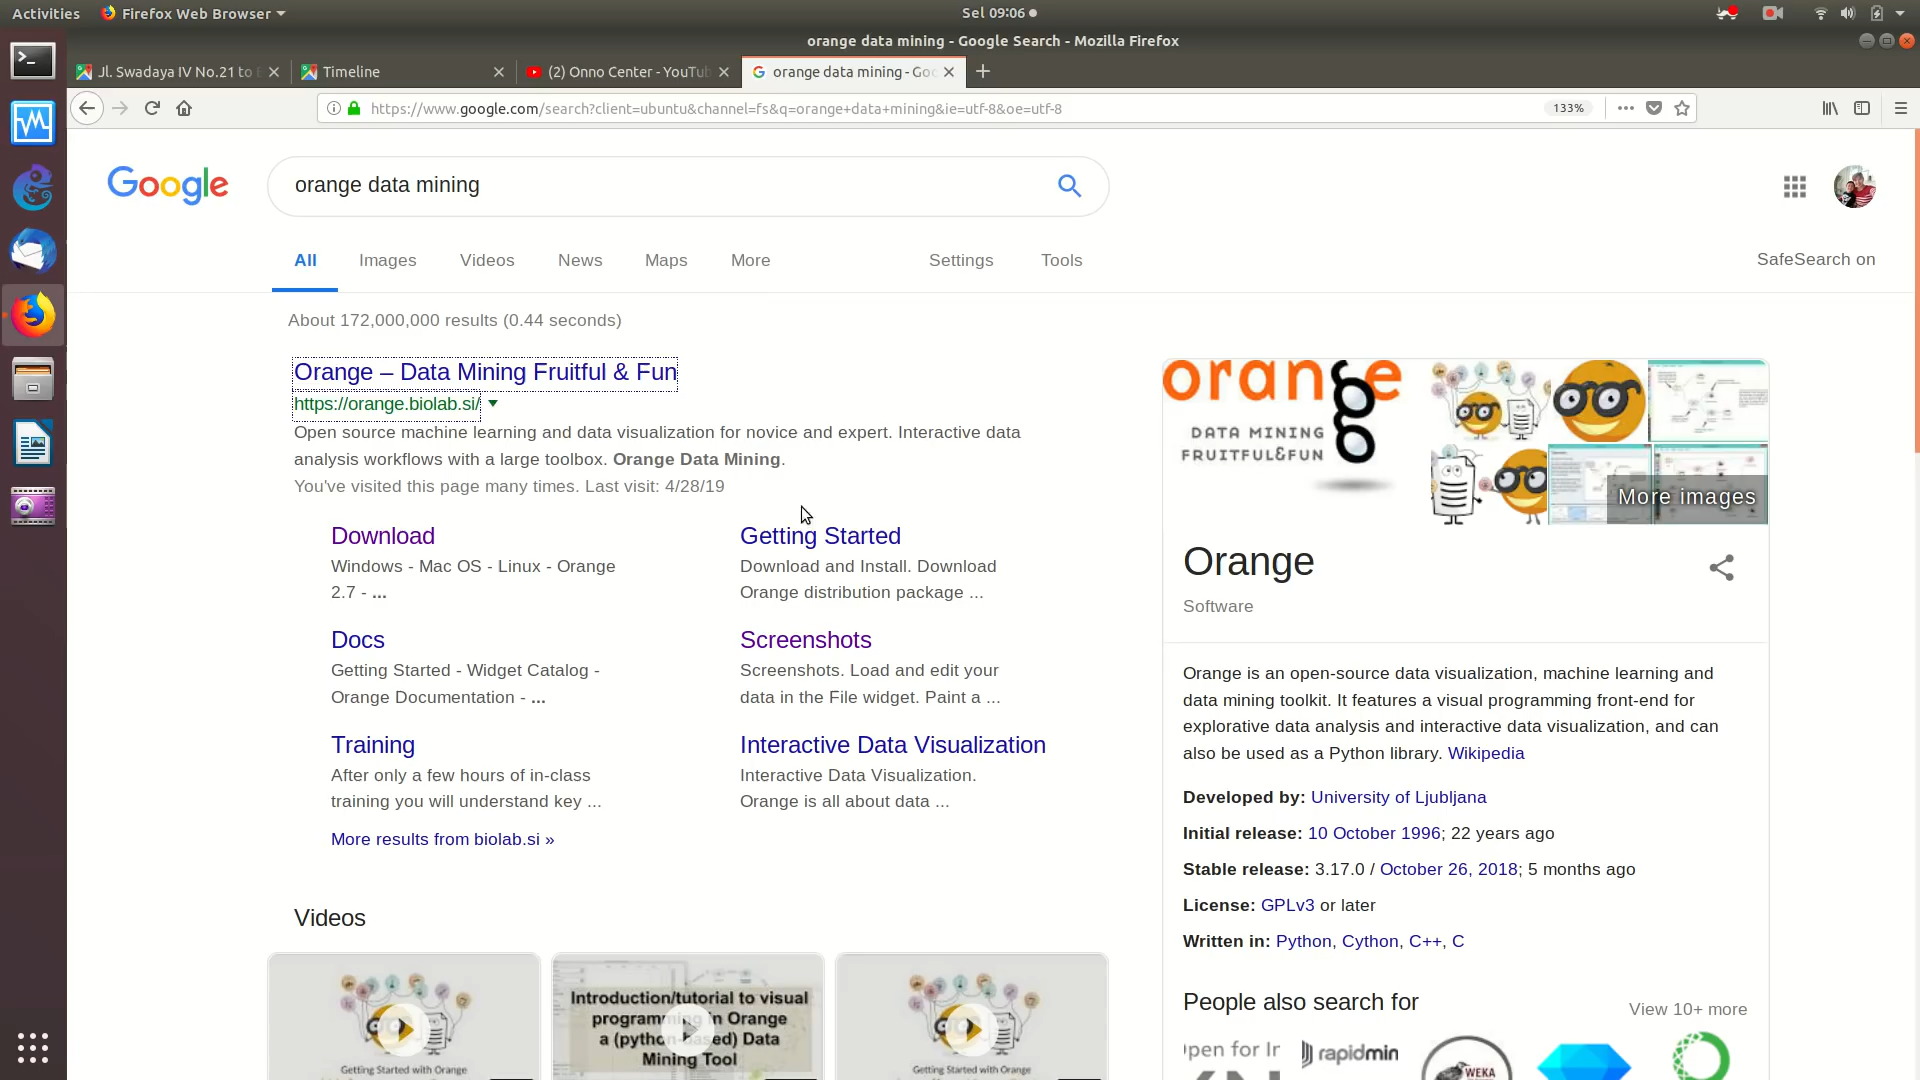 Activities
Firefox Web Browser
Sel 09:06
orange data mining - Google Search - Mozilla Firefox
Jl. Swadaya IV No.21 to
Timeline
(2) Onno Center - YouTub
orange data mining - Goo
https://www.google.com/search?client=ubuntu&channel=fs&q=orange+data+mining&ie=utf-8&oe=utf-8
133%
Google
orange data mining
All
Images
Videos
News
Maps
More
Settings
Tools
SafeSearch on
About 172,000,000 results (0.44 seconds)
Orange – Data Mining Fruitful & Fun
https://orange.biolab.si/
Open source machine learning and data visualization for novice and expert. Interactive data
analysis workflows with a large toolbox. Orange Data Mining.
You've visited this page many times. Last visit: 4/28/19
Download
Windows - Mac OS - Linux - Orange
2.7 - ...
Getting Started
Download and Install. Download
Orange distribution package ...
Docs
Getting Started - Widget Catalog -
Orange Documentation - ...
Screenshots
Screenshots. Load and edit your
data in the File widget. Paint a ...
Training
After only a few hours of in-class
training you will understand key ...
Interactive Data Visualization
Interactive Data Visualization.
Orange is all about data ...
More results from biolab.si »
Videos
Getting Started with Orange
Introduction/tutorial to visual
programming in Orange
a (python-based) Data
Mining Tool
Getting Started with Orange
orange
DATA MINING
FRUITFUL&FUN
More images
Orange
Software
Orange is an open-source data visualization, machine learning and
data mining toolkit. It features a visual programming front-end for
explorative data analysis and interactive data visualization, and can
also be used as a Python library. Wikipedia
Developed by: University of Ljubljana
Initial release: 10 October 1996; 22 years ago
Stable release: 3.17.0 / October 26, 2018; 5 months ago
License: GPLv3 or later
Written in: Python, Cython, C++, C
People also search for
View 10+ more
pen for Ir
rapidmin
WEKA